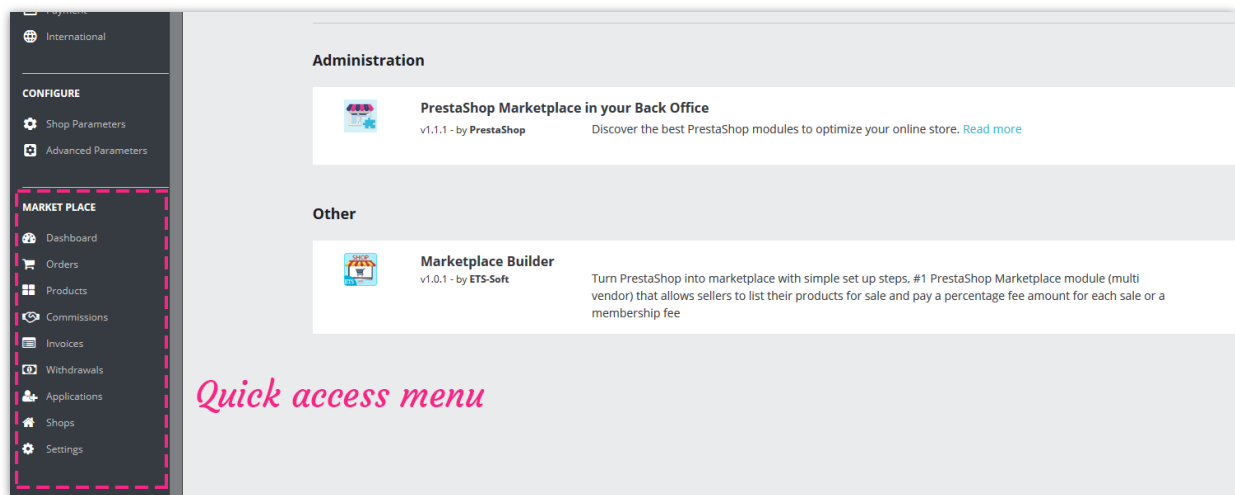 Payment
International
CONFIGURE
Shop Parameters
Advanced Parameters
MARKET PLACE
Dashboard
Orders
Products
Commissions
Invoices
Withdrawals
Applications
Shops
Settings
Administration
PrestaShop Marketplace in your Back Office
v1.1.1 - by PrestaShop
Discover the best PrestaShop modules to optimize your online store. Read more
Other
SHOP
ETS
Marketplace Builder
v1.0.1 - by ETS-Soft
Turn PrestaShop into marketplace with simple set up steps, #1 PrestaShop Marketplace module (multi
vendor) that allows sellers to list their products for sale and pay a percentage fee amount for each sale or a
membership fee
Quick access menu